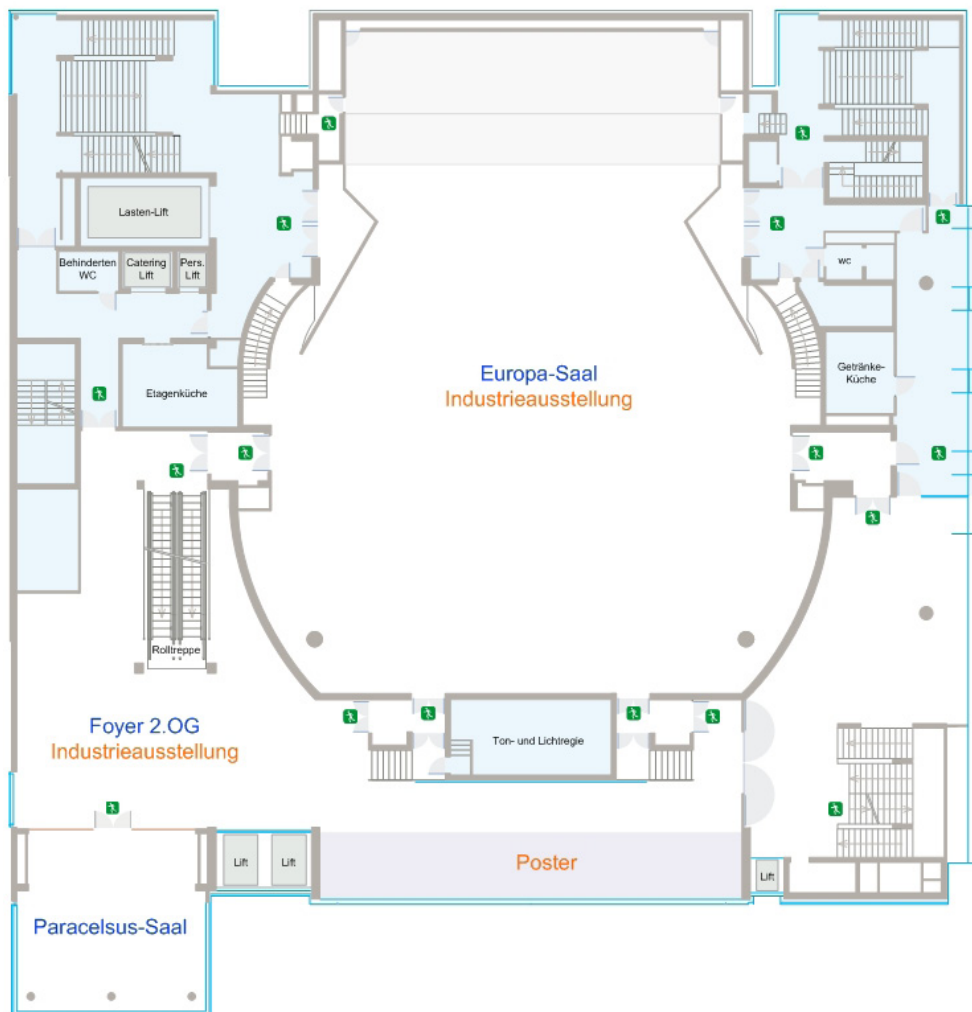 Lasten-Lift
Behinderten
WC
Catering
Lift
Pers.
Lift
WC
Etagenküche
Europa-Saal
Industrieausstellung
Getränke-
Küche
Rolltreppe
Foyer 2.OG
Industrieausstellung
Ton- und Lichtregie
Lift
Lift
Poster
Lift
Paracelsus-Saal